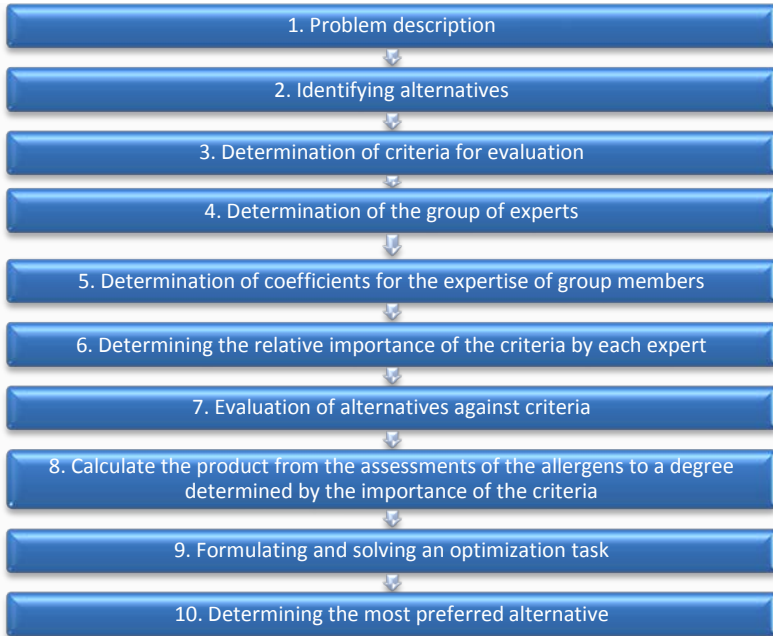 1. Problem description
2. Identifying alternatives
3. Determination of criteria for evaluation
4. Determination of the group of experts
5. Determination of coefficients for the expertise of group members
6. Determining the relative importance of the criteria by each expert
7. Evaluation of alternatives against criteria
8. Calculate the product from the assessments of the allergens to a degree
determined by the importance of the criteria
9. Formulating and solving an optimization task
10. Determining the most preferred alternative